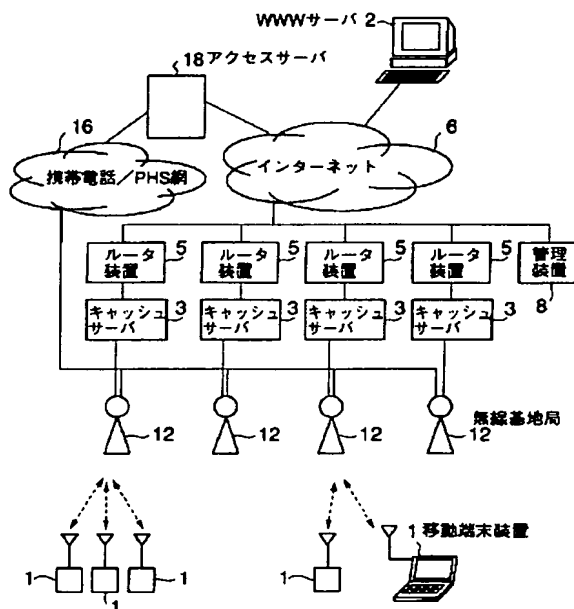 WWWサーバ 2
18 アクセスサーバ
16
6
携帯電話/PHS網
インターネット
ルータ装置 5
ルータ装置 5
ルータ装置 5
ルータ装置 5
管理装置
8
キャッシュサーバ 3
キャッシュサーバ 3
キャッシュサーバ 3
キャッシュサーバ 3
無線基地局
12
12
12
12
1 移動端末装置
1
1
1
1